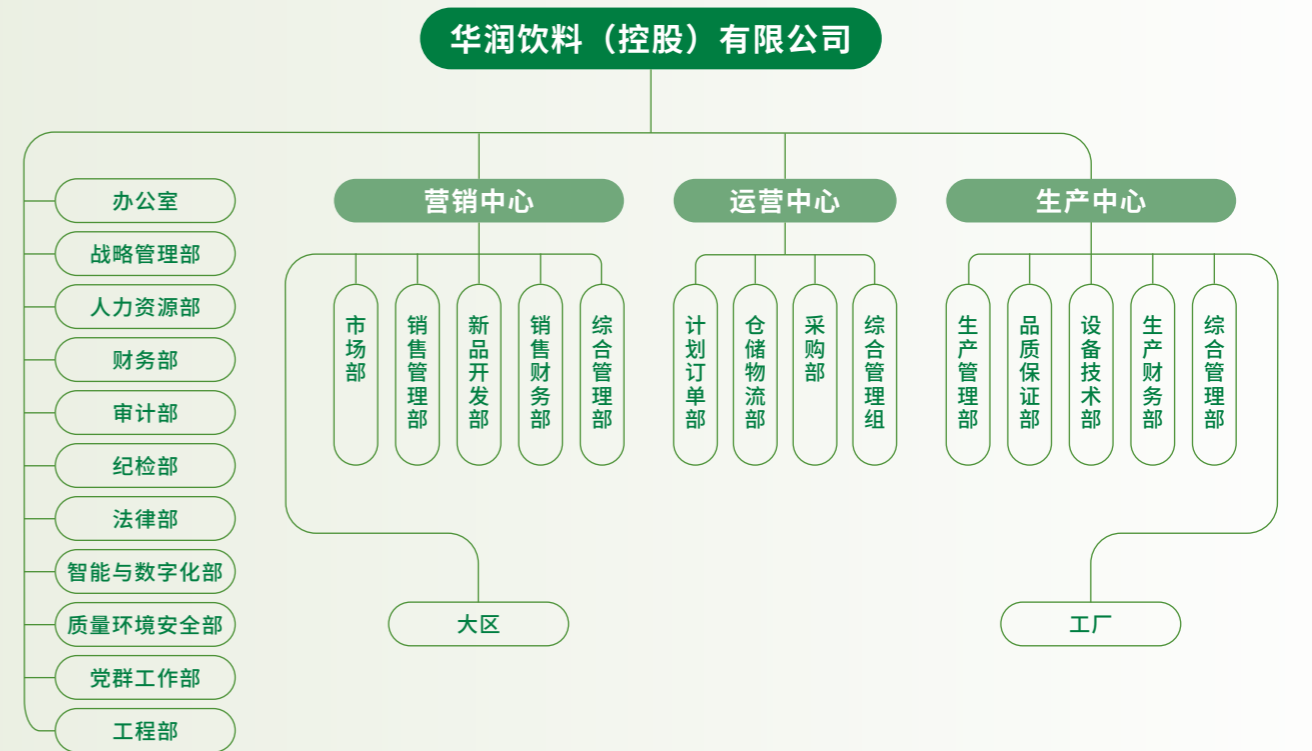 华润饮料（控股）有限公司
办公室
战略管理部
人力资源部
财务部
审计部
纪检部
法律部
智能与数字化部
质量环境安全部
党群工作部
工程部
营销中心
市场部
销售管理部
新品开发部
销售财务部
综合管理部
大区
运营中心
计划订单部
仓储物流部
采购部
综合管理组
生产中心
生产管理部
品质保证部
设备技术部
生产财务部
综合管理部
工厂